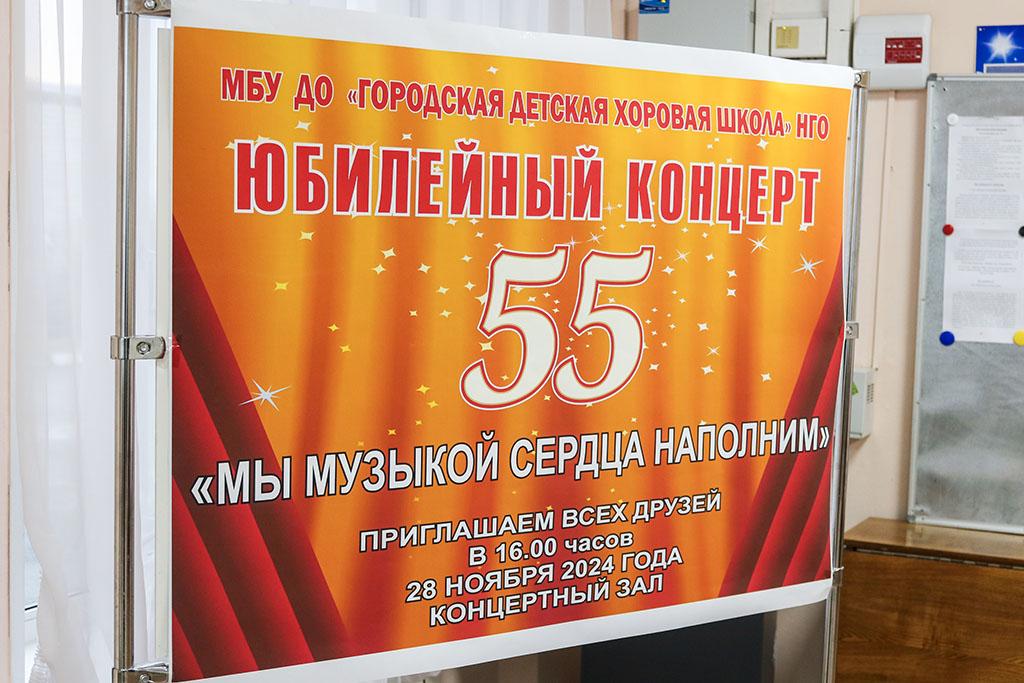 МБУ ДО «ГОРОДСКАЯ ДЕТСКАЯ ХОРОВАЯ ШКОЛА» НГО
ЮБИЛЕЙНЫЙ КОНЦЕРТ
55
«МЫ МУЗЫКОЙ СЕРДЦА НАПОЛНИМ»
ПРИГЛАШАЕМ ВСЕХ ДРУЗЕЙ
В 16.00 часов
28 НОЯБРЯ 2024 ГОДА
КОНЦЕРТНЫЙ ЗАЛ